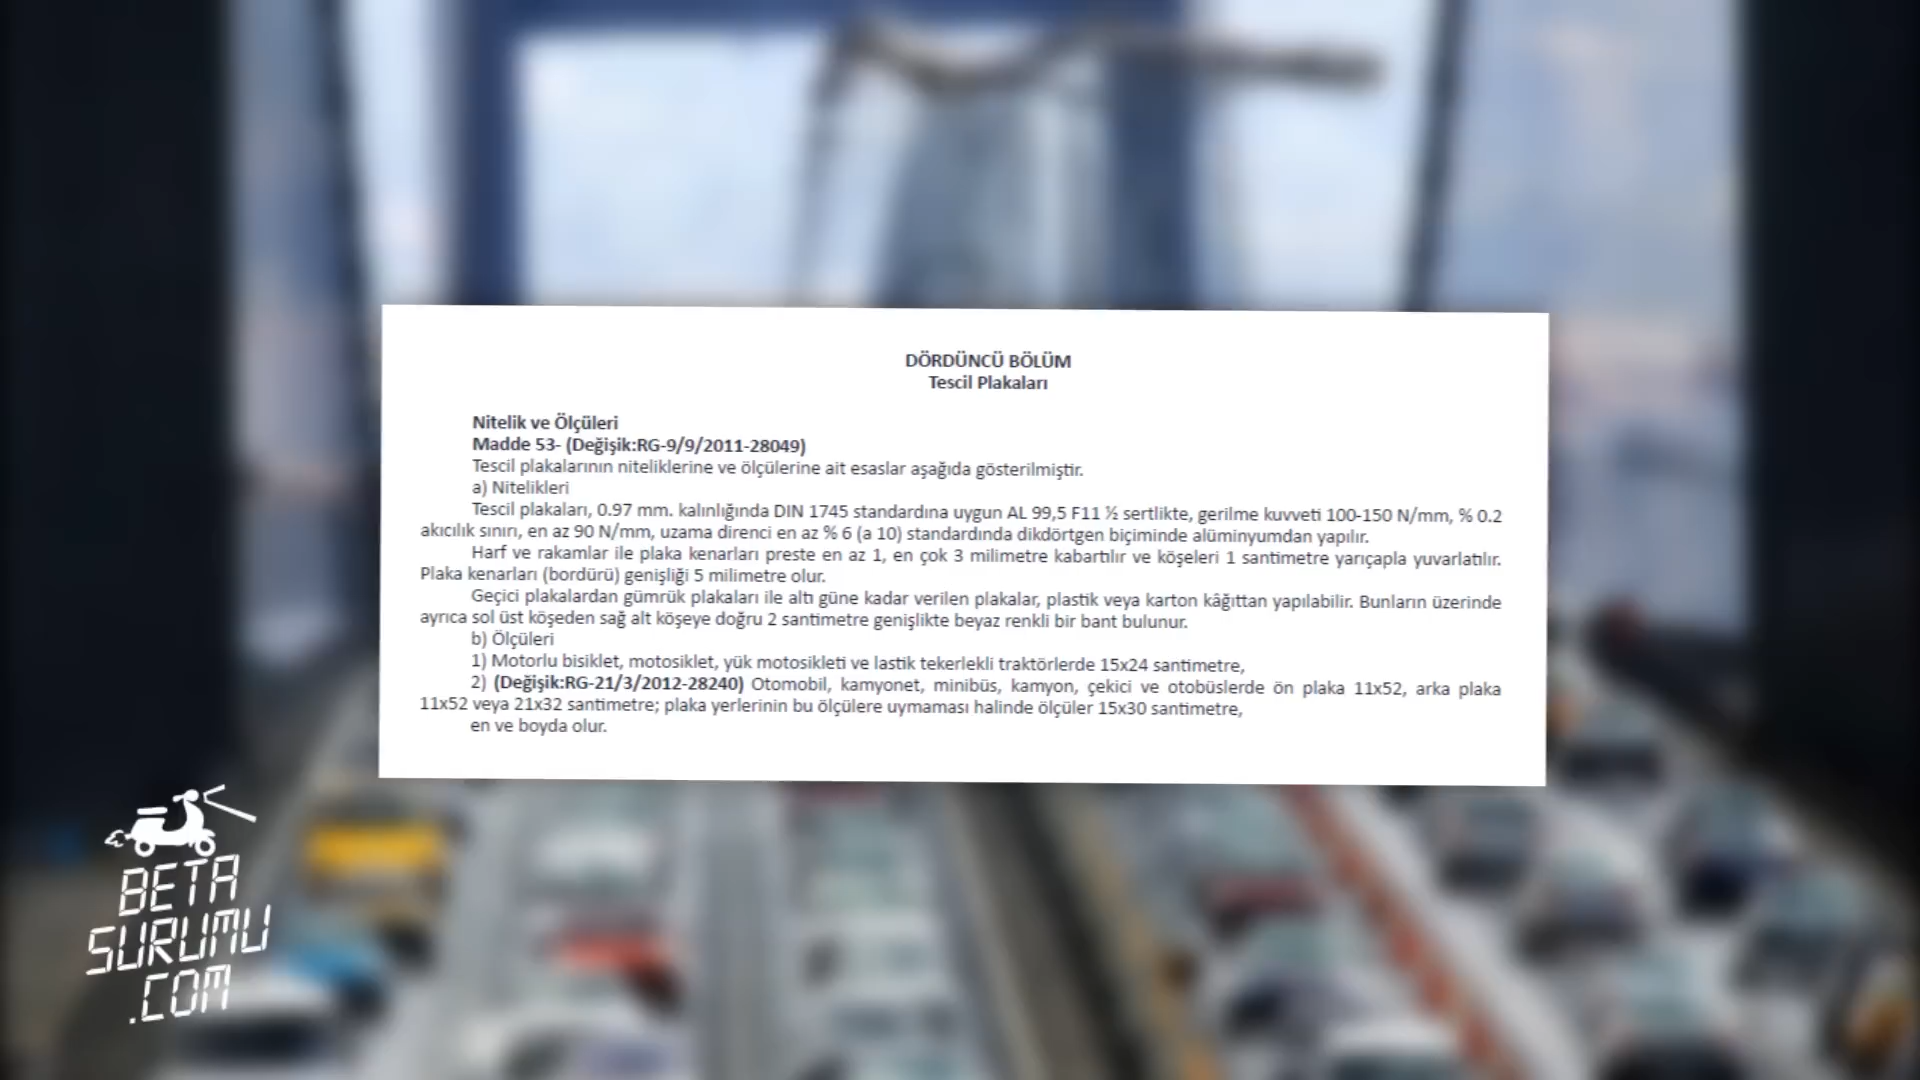 DÖRDÜNCÜ BÖLÜM
Tescil Plakaları
Nitelik ve Ölçüleri
Madde 53- (Değişik:RG-9/9/2011-28049)
Tescil plakalarının niteliklerine ve ölçülerine ait esaslar aşağıda gösterilmiştir.
a) Nitelikleri
Tescil plakaları, 0.97 mm. kalınlığında DIN 1745 standardına uygun AL 99,5 F11 ½ sertlikte, gerilme kuvveti 100-150 N/mm, % 0.2
akıcılık sınırı, en az 90 N/mm, uzama direnci en az % 6 (a 10) standardında dikdörtgen biçiminde alüminyumdan yapılır.
Harf ve rakamlar ile plaka kenarları preste en az 1, en çok 3 milimetre kabartılır ve köşeleri 1 santimetre yarıçapla yuvarlatılır.
Plaka kenarları (bordürü) genişliği 5 milimetre olur.
Geçici plakalardan gümrük plakaları ile altı güne kadar verilen plakalar, plastik veya karton kâğıttan yapılabilir. Bunların üzerinde
ayrıca sol üst köşeden sağ alt köşeye doğru 2 santimetre genişlikte beyaz renkli bir bant bulunur.
b) Ölçüleri
1) Motorlu bisiklet, motosiklet, yük motosikleti ve lastik tekerlekli traktörlerde 15x24 santimetre,
2) (Değişik:RG-21/3/2012-28240) Otomobil, kamyonet, minibüs, kamyon, çekici ve otobüslerde ön plaka 11x52, arka plaka
11x52 veya 21x32 santimetre; plaka yerlerinin bu ölçülere uymaması halinde ölçüler 15x30 santimetre,
en ve boyda olur.
BETA
SURUMU
.COM